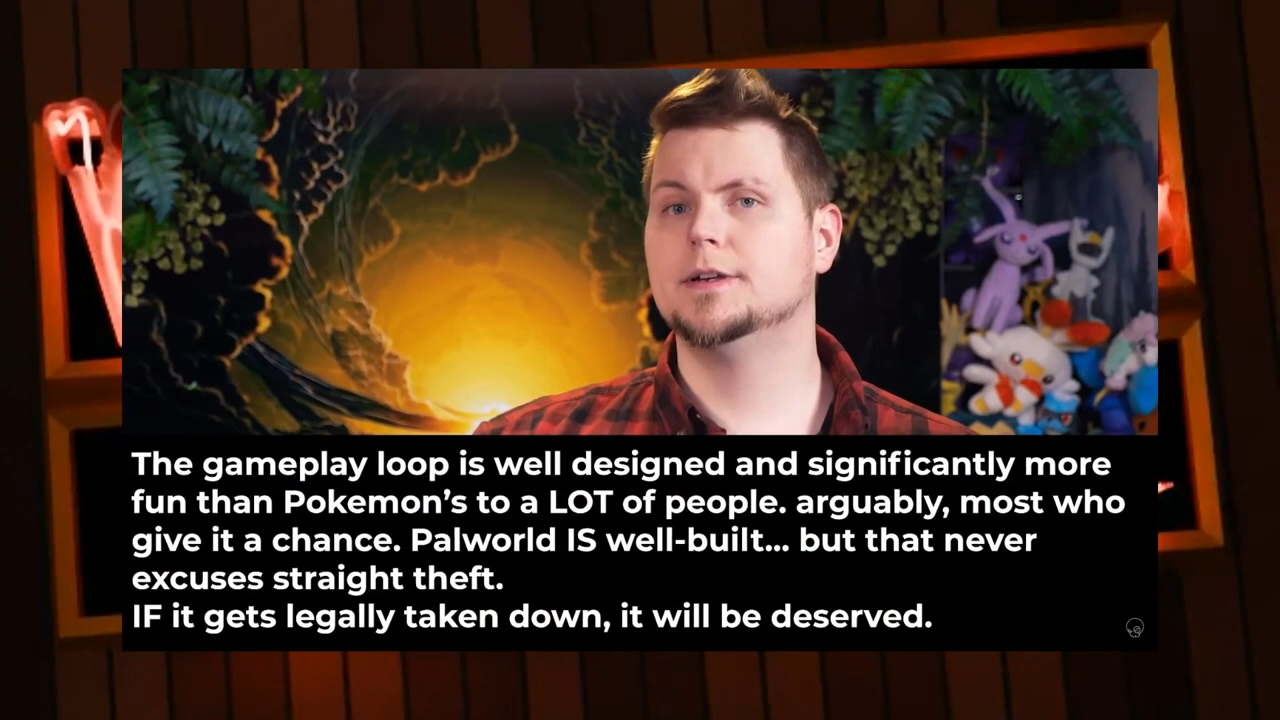 The gameplay loop is well designed and significantly more
fun than Pokemon's to a LOT of people. arguably, most who
give it a chance. Palworld IS well-built... but that never
excuses straight theft.
IF it gets legally taken down, it will be deserved.